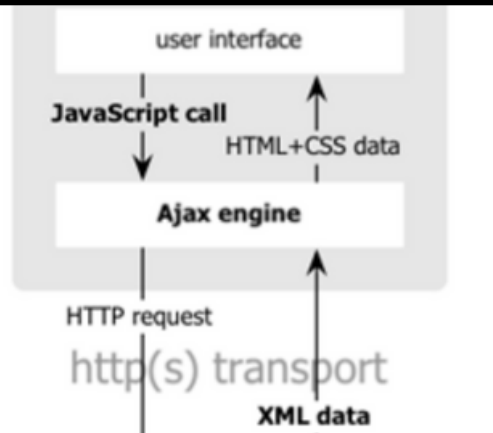 user interface
JavaScript call
HTML+CSS data
Ajax engine
HTTP request
http(s) transport
XML data